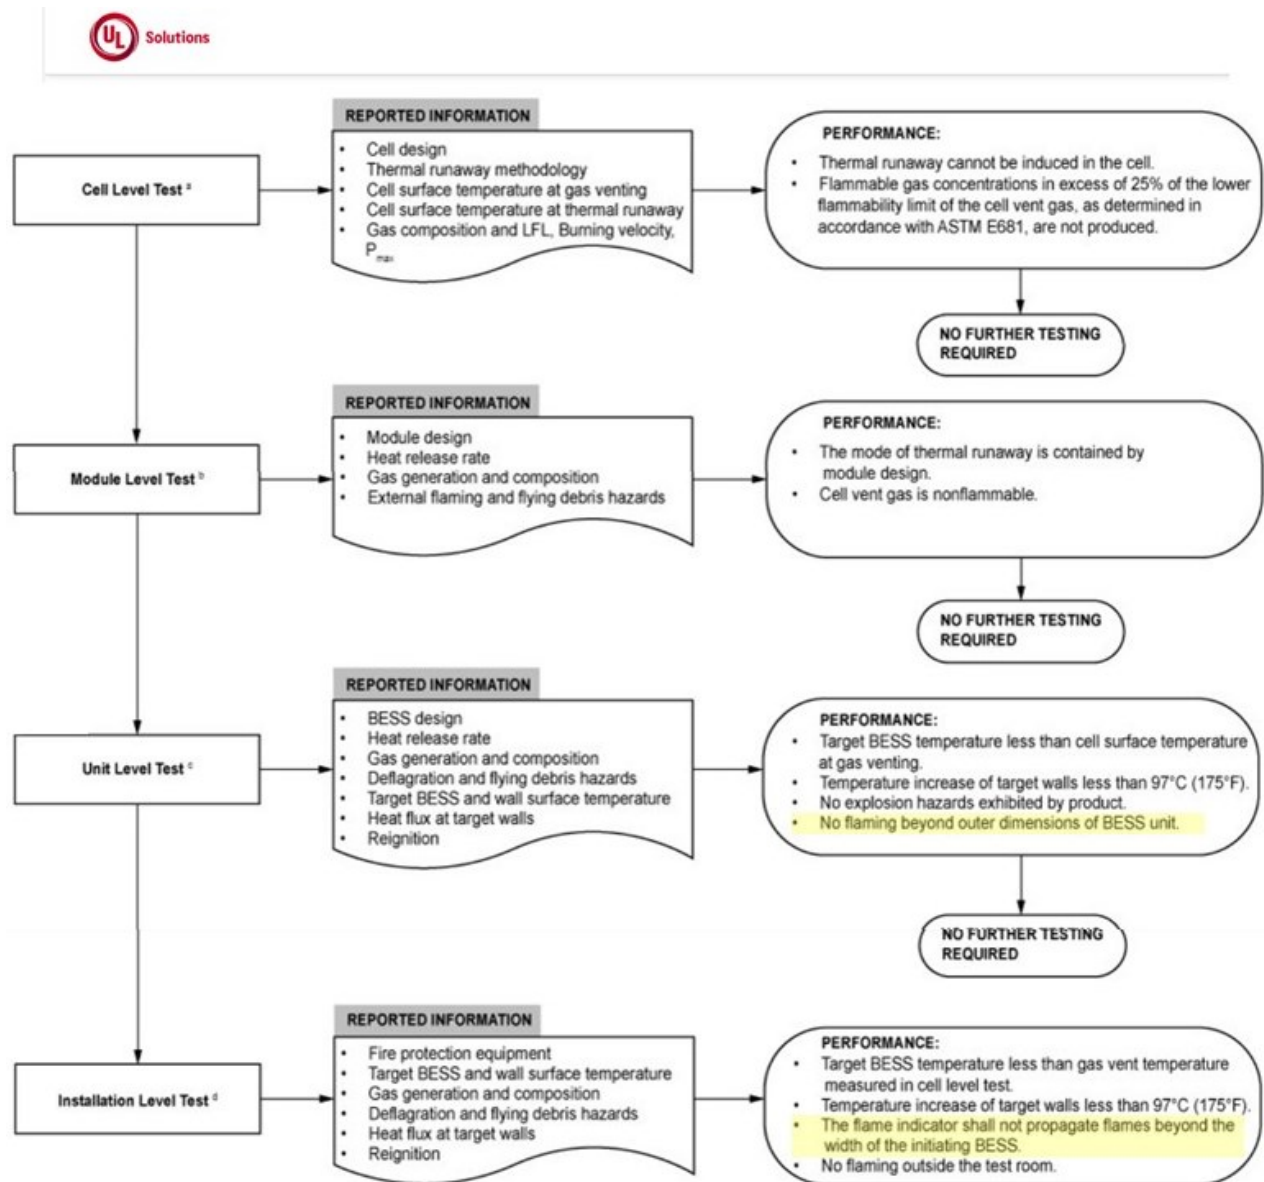 UL Solutions
REPORTED INFORMATION
Cell Level Test a
• Cell design
• Thermal runaway methodology
• Cell surface temperature at gas venting
• Cell surface temperature at thermal runaway
• Gas composition and LFL, Burning velocity,
P max
PERFORMANCE:
• Thermal runaway cannot be induced in the cell.
• Flammable gas concentrations in excess of 25% of the lower
flammability limit of the cell vent gas, as determined in
accordance with ASTM E681, are not produced.
NO FURTHER TESTING
REQUIRED
REPORTED INFORMATION
Module Level Test b
• Module design
• Heat release rate
• Gas generation and composition
• External flaming and flying debris hazards
PERFORMANCE:
• The mode of thermal runaway is contained by
module design.
• Cell vent gas is nonflammable.
NO FURTHER TESTING
REQUIRED
REPORTED INFORMATION
Unit Level Test c
• BESS design
• Heat release rate
• Gas generation and composition
• Deflagration and flying debris hazards
• Target BESS and wall surface temperature
• Heat flux at target walls
• Reignition
PERFORMANCE:
• Target BESS temperature less than cell surface temperature
at gas venting.
• Temperature increase of target walls less than 97°C (175°F).
• No explosion hazards exhibited by product.
• No flaming beyond outer dimensions of BESS unit.
NO FURTHER TESTING
REQUIRED
REPORTED INFORMATION
Installation Level Test d
• Fire protection equipment
• Target BESS and wall surface temperature
• Gas generation and composition
• Deflagration and flying debris hazards
• Heat flux at target walls
• Reignition
PERFORMANCE:
• Target BESS temperature less than gas vent temperature
measured in cell level test.
• Temperature increase of target walls less than 97°C (175°F).
• The flame indicator shall not propagate flames beyond the
width of the initiating BESS.
• No flaming outside the test room.